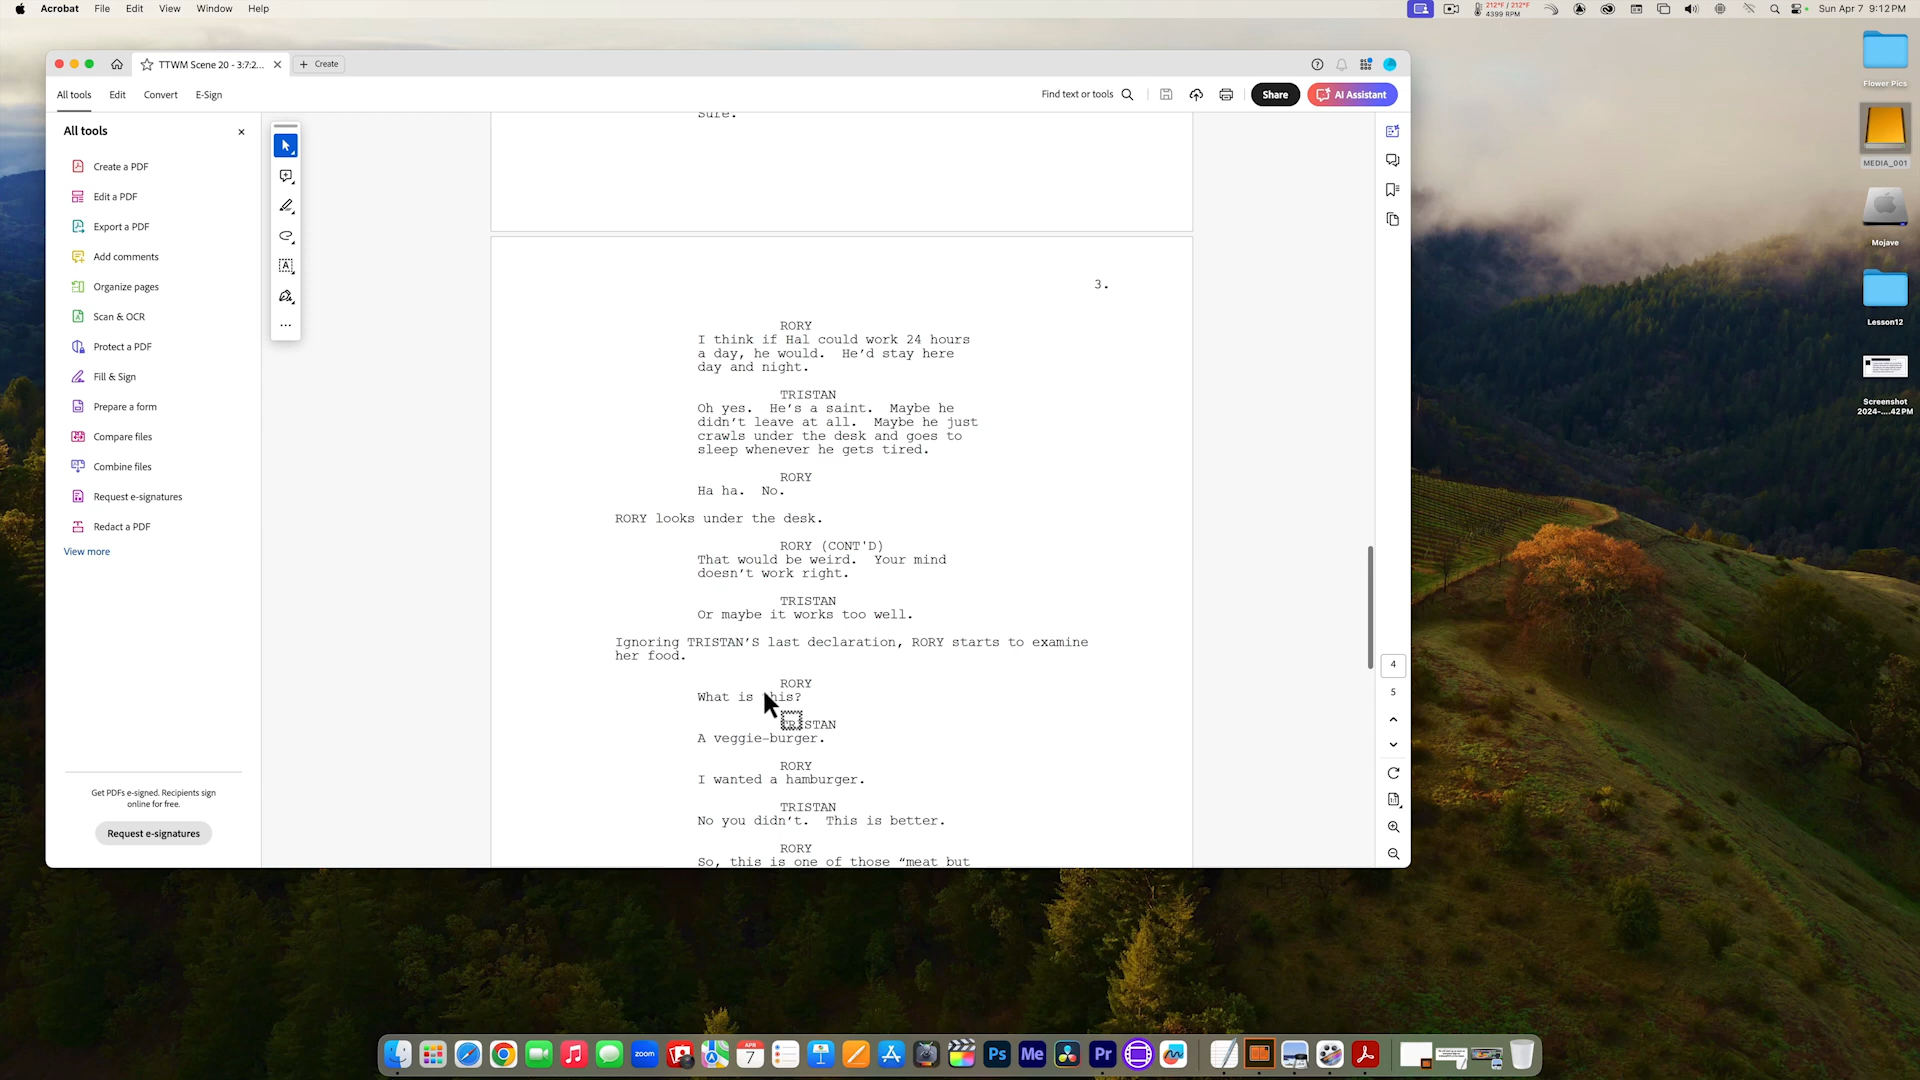 Acrobat File Edit View Window Help
212°F / 212°F
4399 RPM
Sun Apr 7 9:12 PM
TTWM Scene 20 - 3:7:2...
Create
All tools Edit Convert E-Sign
Find text or tools
Share
AI Assistant
All tools
Create a PDF
Edit a PDF
Export a PDF
Add comments
Organize pages
Scan & OCR
Protect a PDF
Fill & Sign
Prepare a form
Compare files
Combine files
Request e-signatures
Redact a PDF
View more
Get PDFs e-signed. Recipients sign
online for free.
Request e-signatures
Sure.
3.
RORY
I think if Hal could work 24 hours
a day, he would. He'd stay here
day and night.
TRISTAN
Oh yes. He's a saint. Maybe he
didn't leave at all. Maybe he just
crawls under the desk and goes to
sleep whenever he gets tired.
RORY
Ha ha. No.
RORY looks under the desk.
RORY (CONT'D)
That would be weird. Your mind
doesn't work right.
TRISTAN
Or maybe it works too well.
Ignoring TRISTAN'S last declaration, RORY starts to examine
her food.
RORY
What is this?
TRISTAN
A veggie-burger.
RORY
I wanted a hamburger.
TRISTAN
No you didn't. This is better.
RORY
So, this is one of those “meat but
4
5
Flower Pics
MEDIA_001
Mojave
Lesson12
Screenshot
2024-....42 PM
zoom
APR
7
Ps
Me
Pr